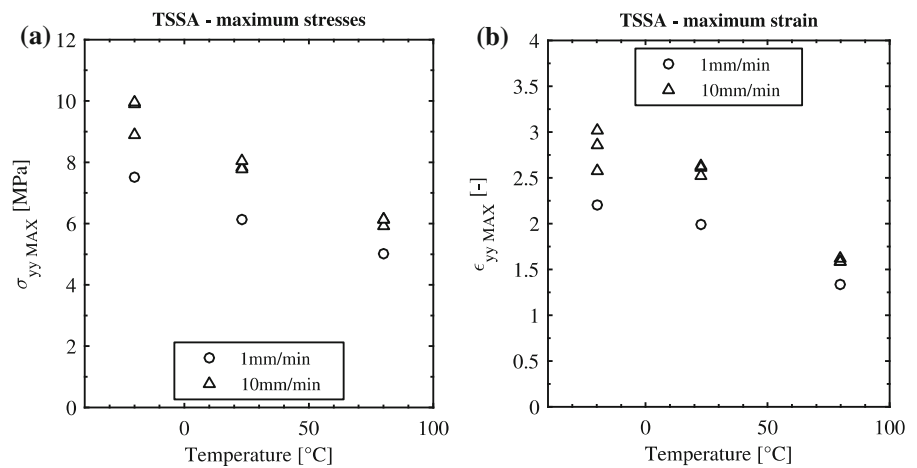 TSSA - maximum stresses
(a)
12
10
8
6
4
2
0
σyy MAX [MPa]
1mm/min
10mm/min
0
50
100
Temperature [°C]
TSSA - maximum strain
(b)
4
3.5
3
2.5
2
1.5
1
0.5
0
ϵyy MAX [-]
1mm/min
10mm/min
0
50
100
Temperature [°C]